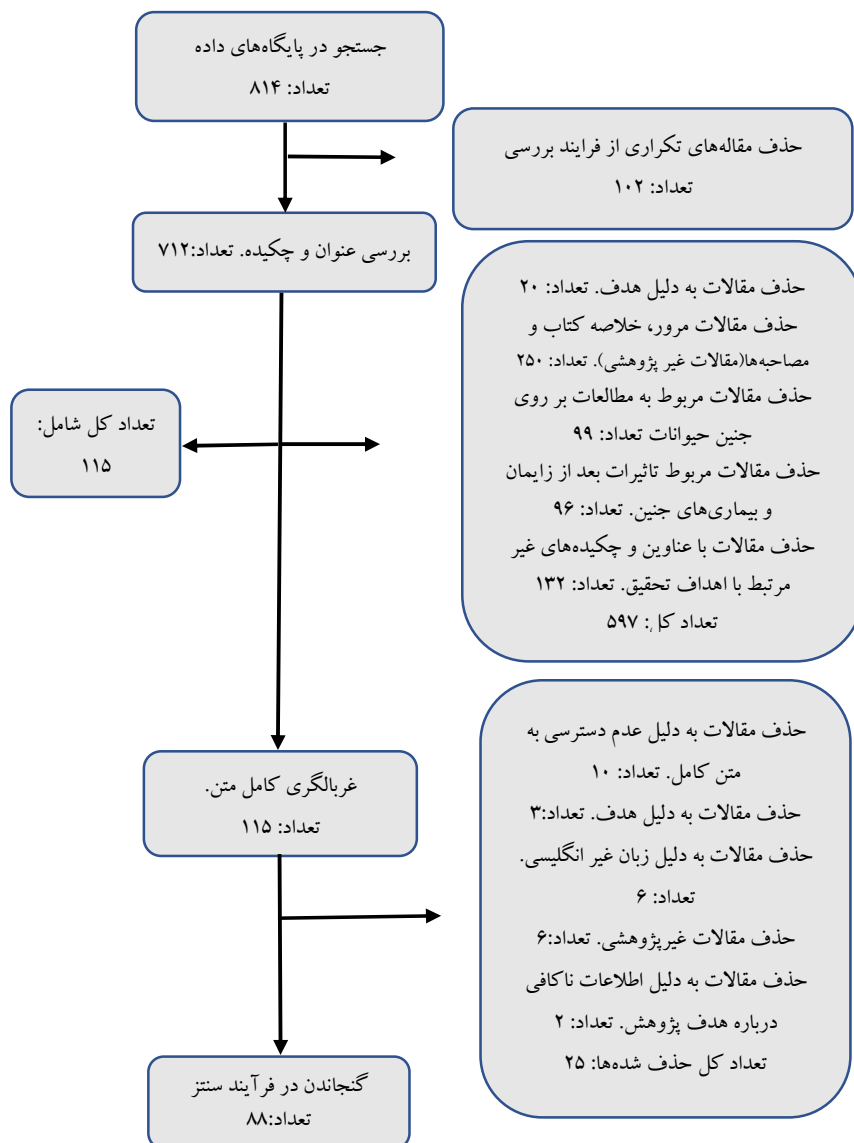 جستجو در پایگاه‌های داده
تعداد: ۸۱۴
حذف مقاله‌های تکراری از فرایند بررسی
تعداد: ۱۰۲
بررسی عنوان و چکیده. تعداد:۷۱۲
حذف مقالات به دلیل هدف. تعداد: ۲۰
حذف مقالات مرور، خلاصه کتاب و
مصاحبه‌ها(مقالات غیر پژوهشی). تعداد: ۲۵۰
حذف مقالات مربوط به مطالعات بر روی
جنین حیوانات تعداد: ۹۹
حذف مقالات مربوط تاثیرات بعد از زایمان
و بیماری‌های جنین. تعداد: ۹۶
حذف مقالات با عناوین و چکیده‌های غیر
مرتبط با اهداف تحقیق. تعداد: ۱۳۲
تعداد کل: ۵۹۷
تعداد کل شامل:
۱۱۵
غربالگری کامل متن.
تعداد: ۱۱۵
حذف مقالات به دلیل عدم دسترسی به
متن کامل. تعداد: ۱۰
حذف مقالات به دلیل هدف. تعداد:۳
حذف مقالات به دلیل زبان غیر انگلیسی.
تعداد: ۶
حذف مقالات غیرپژوهشی. تعداد:۶
حذف مقالات به دلیل اطلاعات ناکافی
درباره هدف پژوهش. تعداد: ۲
تعداد کل حذف شده‌ها: ۲۵
گنجاندن در فرآیند سنتز
تعداد:۸۸